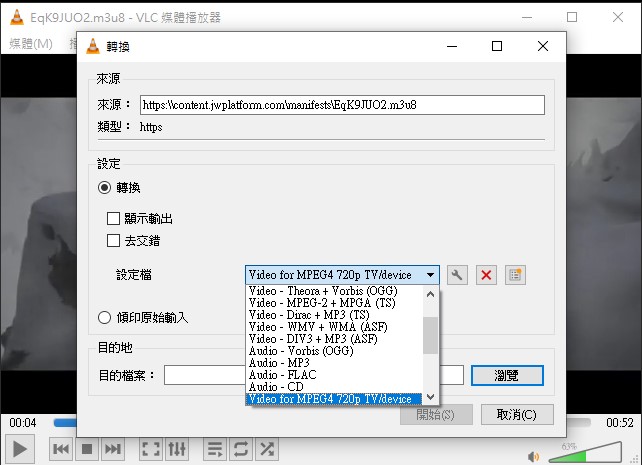 EqK9JUO2.m3u8 - VLC 媒體播放器
媒體(M)
轉換
來源
來源： https:\\content.jwplatform.com\manifests\EqK9JUO2.m3u8
類型： https
設定
轉換
顯示輸出
去交錯
設定檔 Video for MPEG4 720p TV/device
Video - Theora + Vorbis (OGG)
Video - MPEG-2 + MPGA (TS)
Video - Dirac + MP3 (TS)
Video - WMV + WMA (ASF)
Video - DIV3 + MP3 (ASF)
Audio - Vorbis (OGG)
Audio - MP3
Audio - FLAC
Audio - CD
Video for MPEG4 720p TV/device
傾印原始輸入
目的地
目的檔案： 瀏覽
開始(S) 取消(C)
00:04 00:52
63%